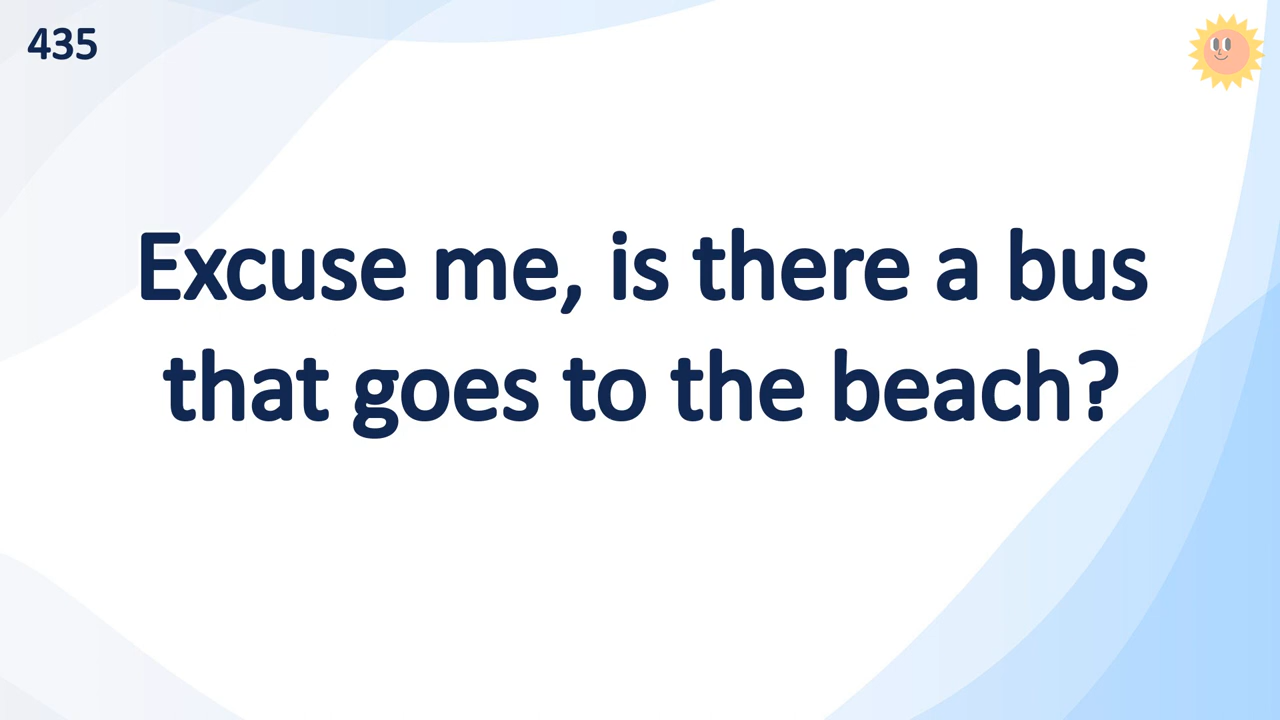 435
Excuse me, is there a bus
that goes to the beach?